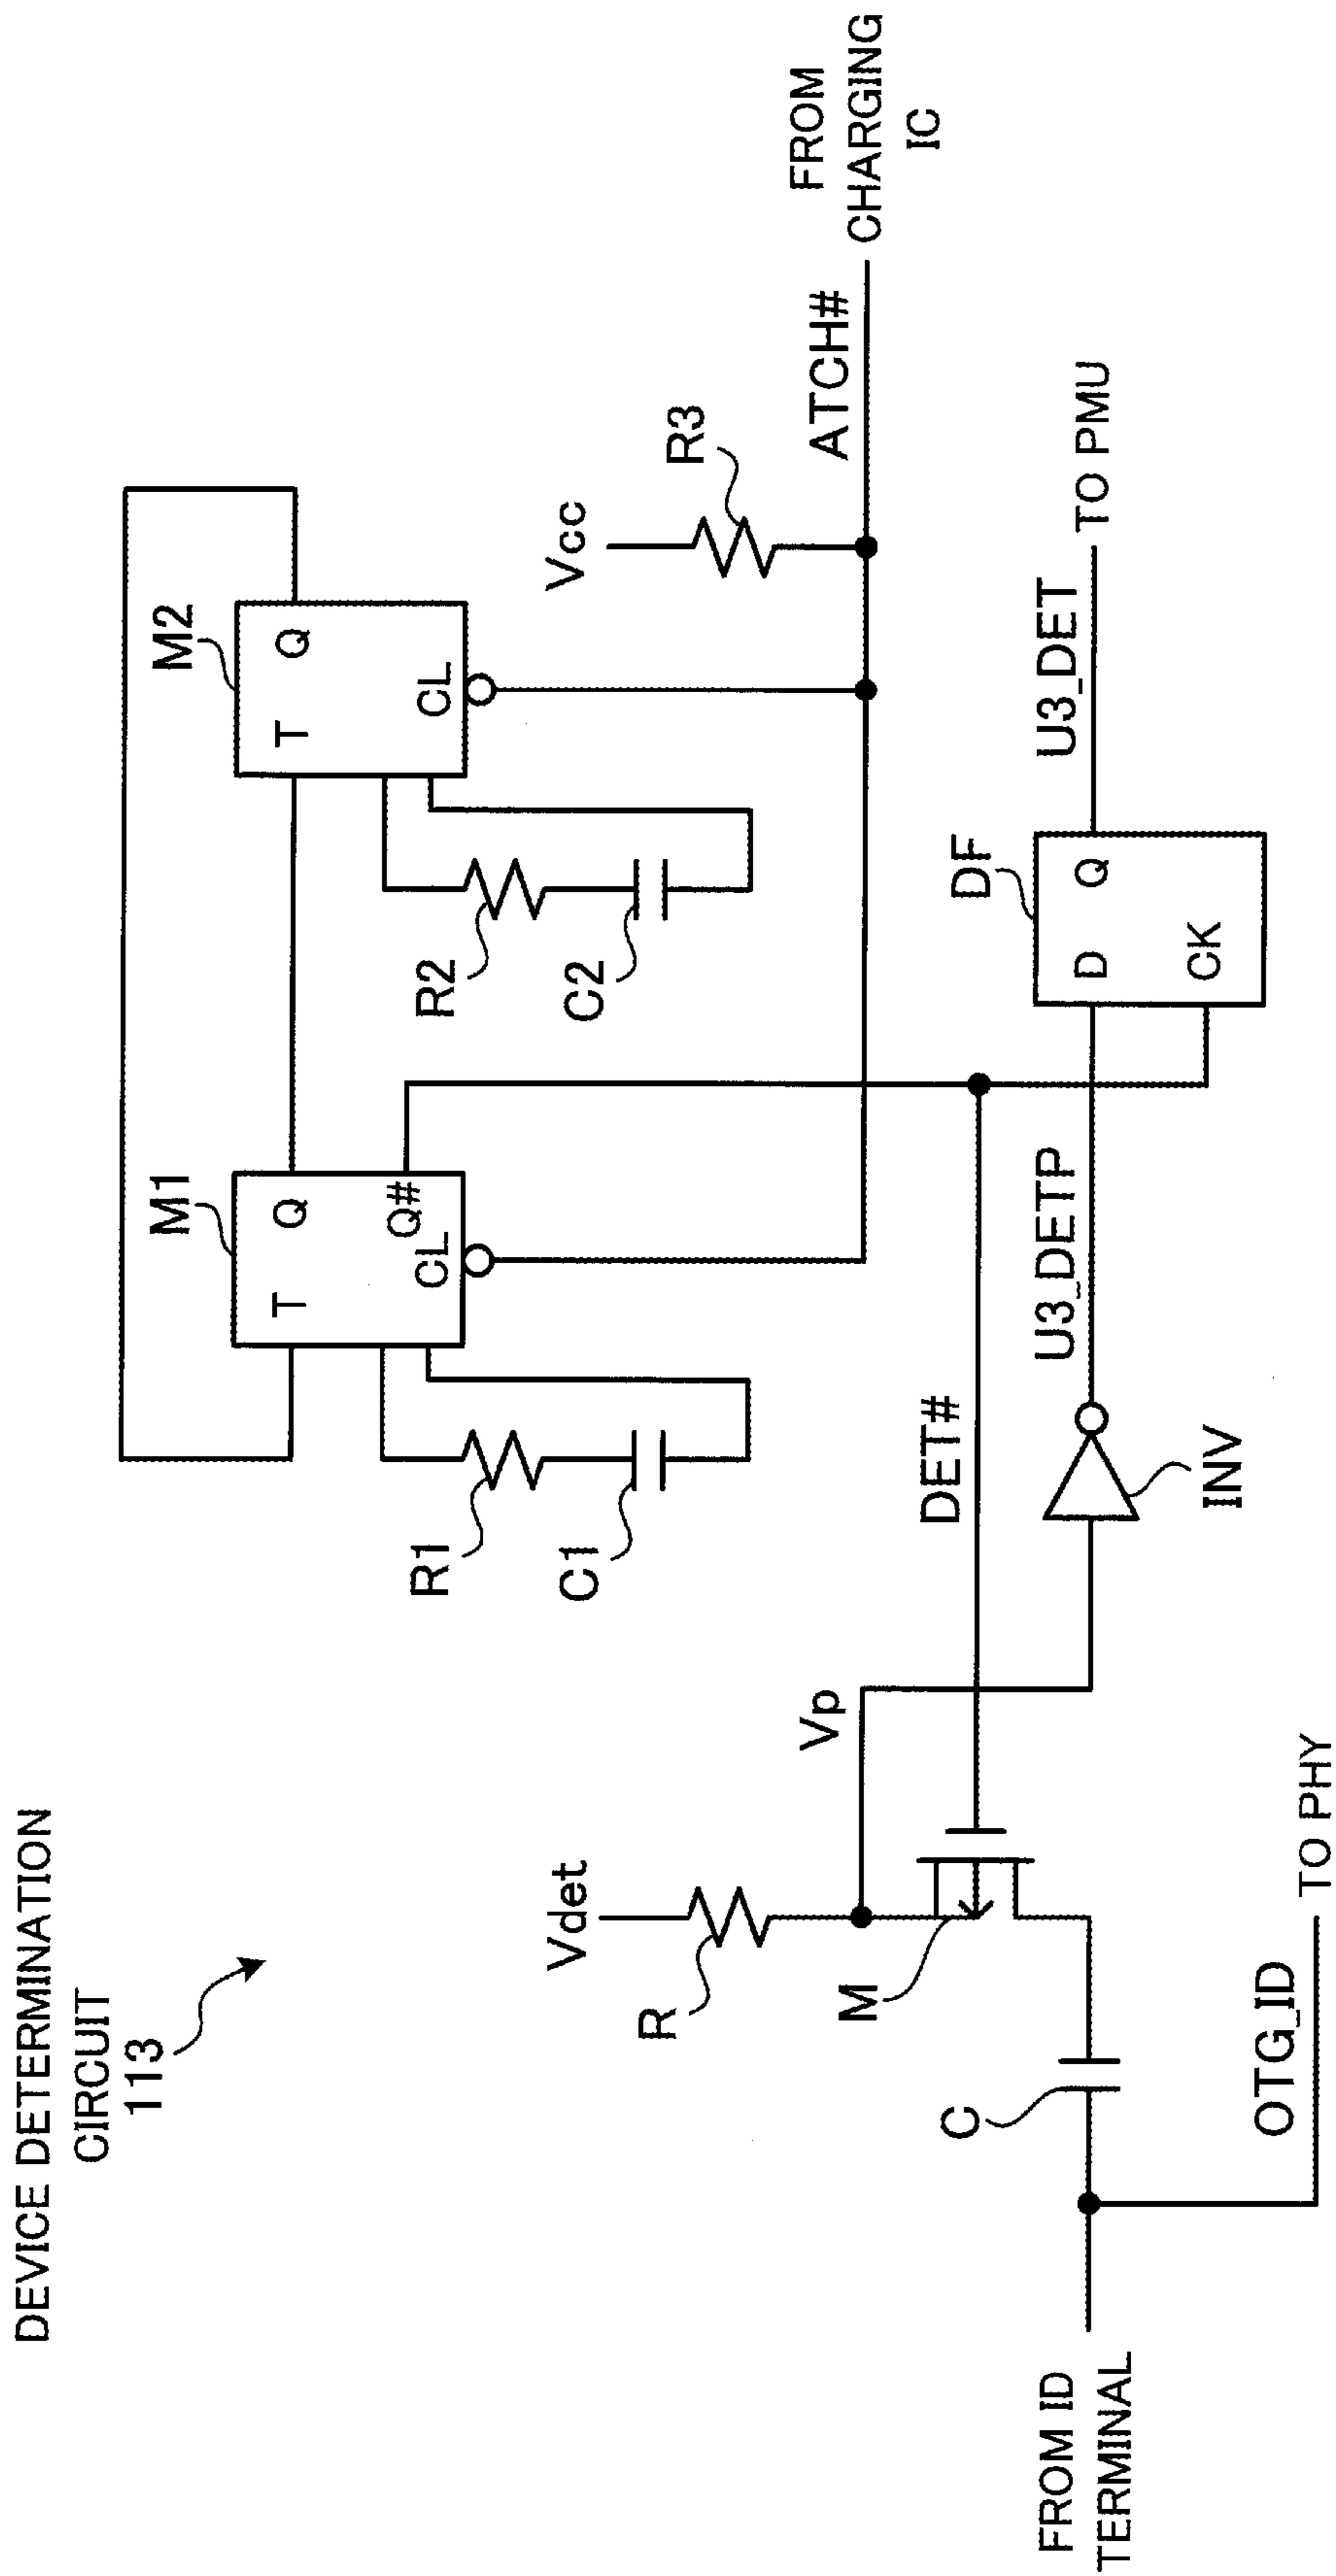 DEVICE DETERMINATION
CIRCUIT
113
M1
T
Q
Q#
CL
R1
C1
M2
T
Q
CL
R2
C2
Vcc
R3
ATCH#
FROM
CHARGING
IC
Vdet
R
Vp
M
DET#
C
FROM ID
TERMINAL
OTG_ID
TO PHY
INV
U3_DETP
DF
D
Q
CK
U3_DET
TO PMU